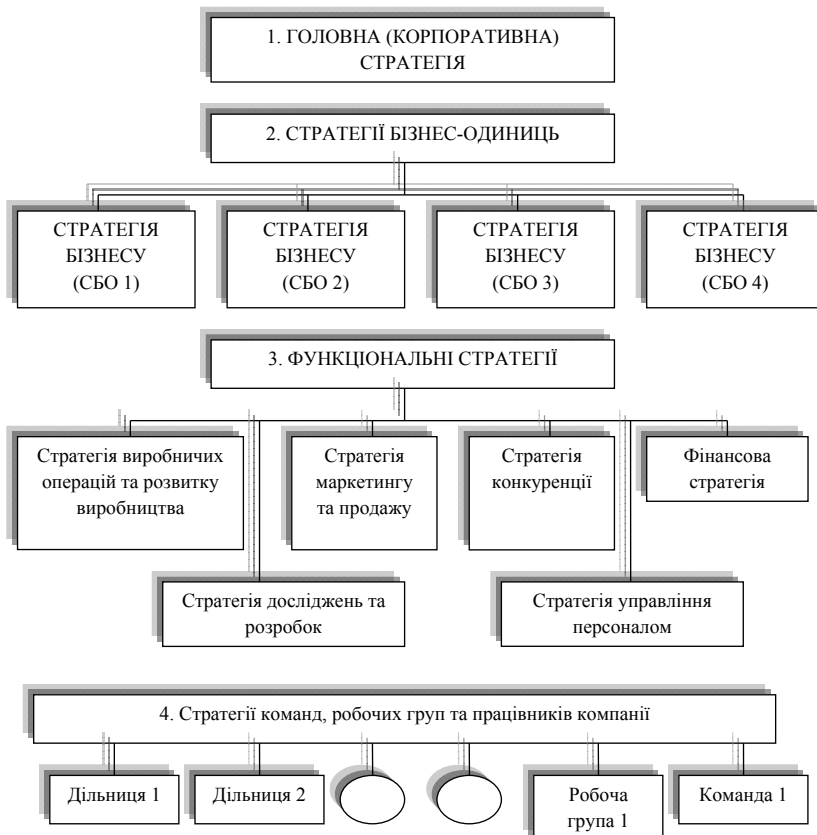 1. ГОЛОВНА (КОРПОРАТИВНА)
СТРАТЕГІЯ
2. СТРАТЕГІЇ БІЗНЕС-ОДИНИЦЬ
СТРАТЕГІЯ
БІЗНЕСУ
(СБО 1)
СТРАТЕГІЯ
БІЗНЕСУ
(СБО 2)
СТРАТЕГІЯ
БІЗНЕСУ
(СБО 3)
СТРАТЕГІЯ
БІЗНЕСУ
(СБО 4)
3. ФУНКЦІОНАЛЬНІ СТРАТЕГІЇ
Стратегія виробничих
операцій та розвитку
виробництва
Стратегія
маркетингу
та продажу
Стратегія
конкуренції
Фінансова
стратегія
Стратегія досліджень та
розробок
Стратегія управління
персоналом
4. Стратегії команд, робочих груп та працівників компанії
Дільниця 1
Дільниця 2
Робоча
група 1
Команда 1